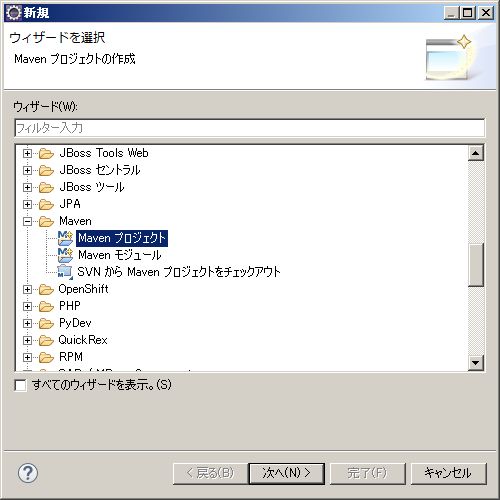 新規
ウィザードを選択
Maven プロジェクトの作成
ウィザード(W):
フィルター入力
JBoss Tools Web
JBoss セントラル
JBoss ツール
JPA
Maven
Maven プロジェクト
Maven モジュール
SVN から Maven プロジェクトをチェックアウト
OpenShift
PHP
PyDev
QuickRex
RPM
すべてのウィザードを表示。(S)
< 戻る(B) 次へ(N) > 完了(F) キャンセル